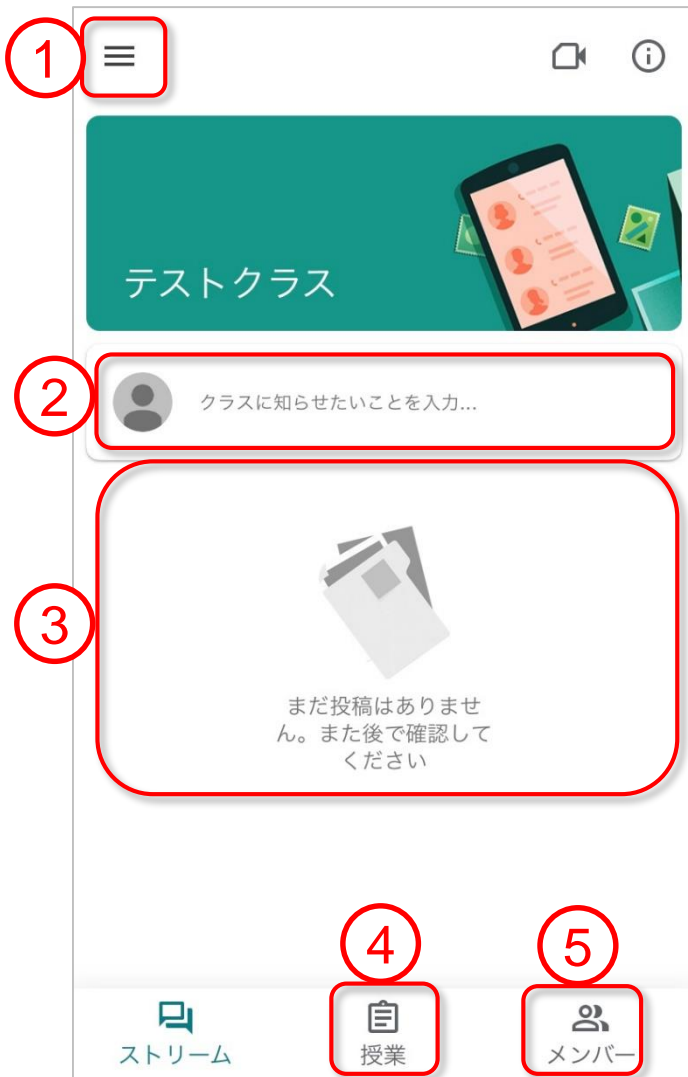 1
テストクラス
2
クラスに知らせたいことを入力...
3
まだ投稿はありませ
ん。また後で確認して
ください
4
5
ストリーム
授業
メンバー